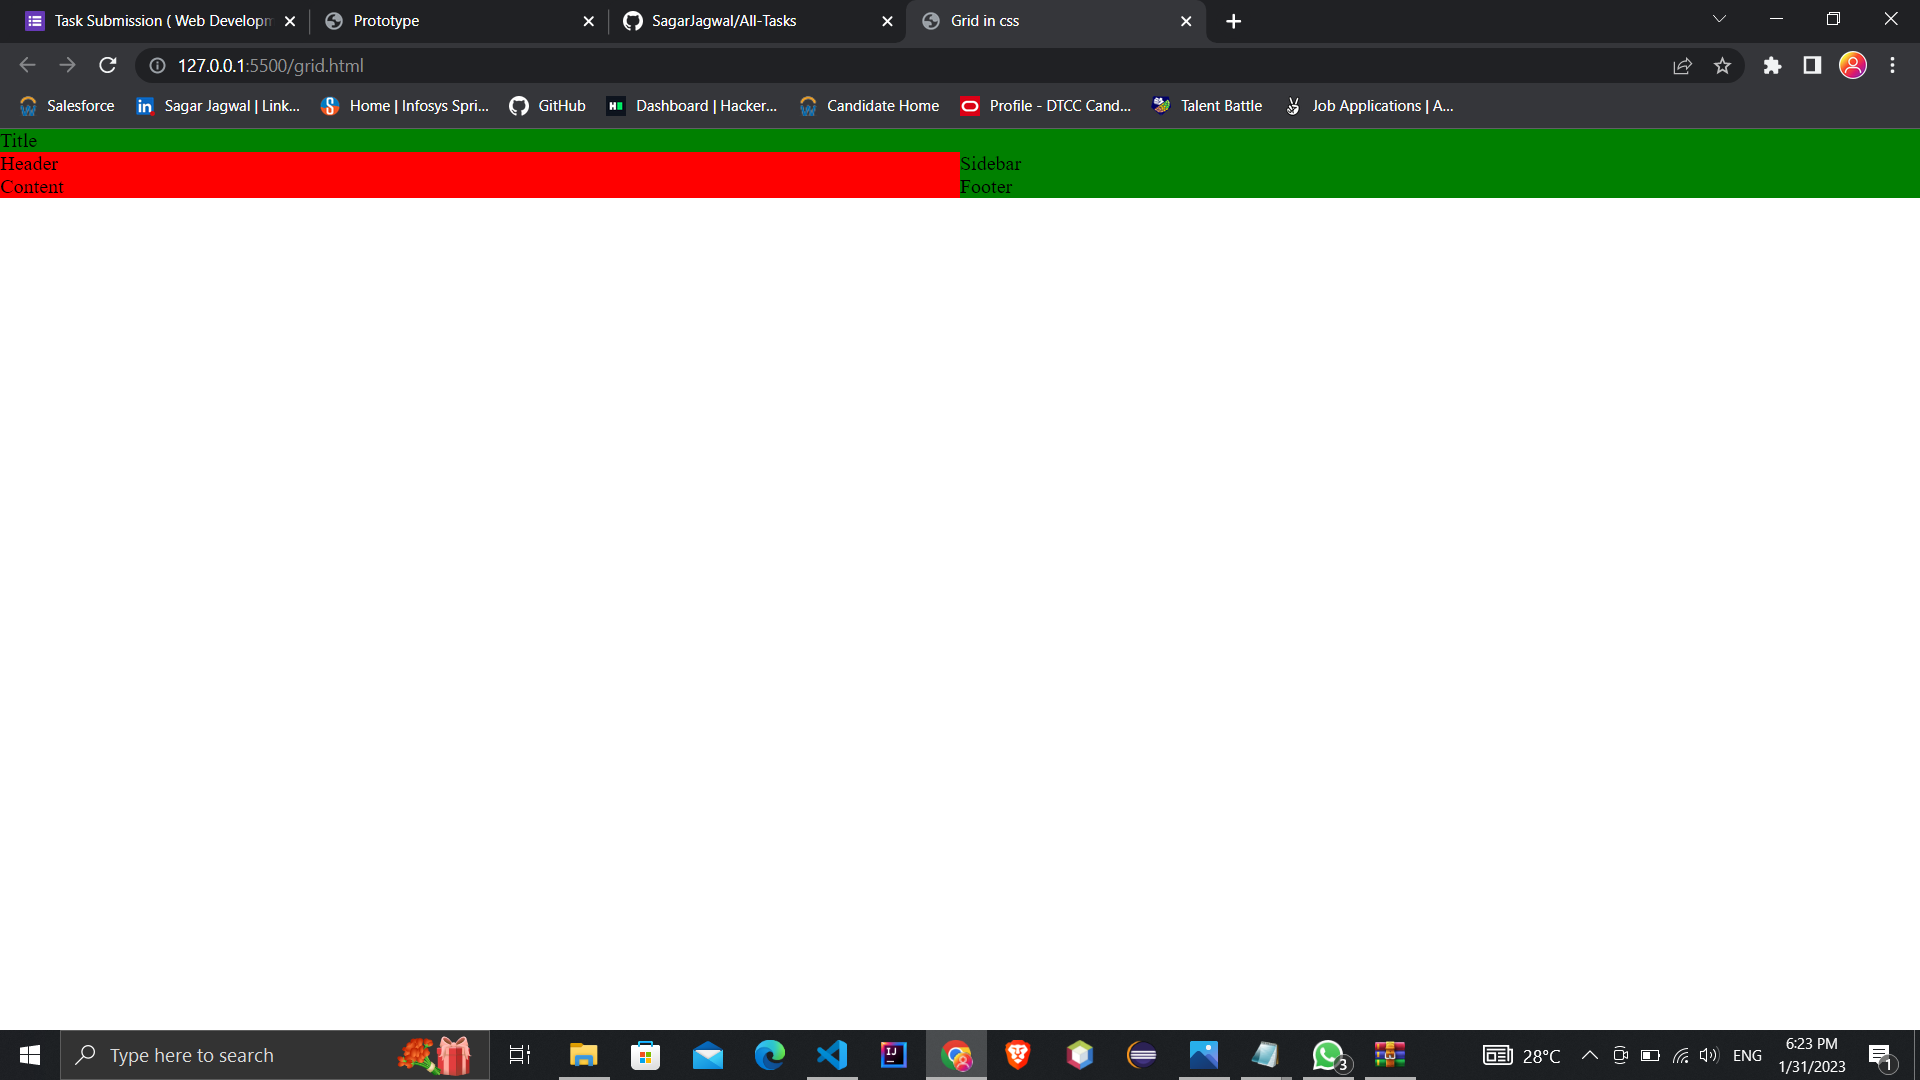 Task Submission ( Web Developm
Prototype
SagarJagwal/All-Tasks
Grid in css
127.0.0.1:5500/grid.html
Salesforce
Sagar Jagwal | Link...
Home | Infosys Spri...
GitHub
Dashboard | Hacker...
Candidate Home
Profile - DTCC Cand...
Talent Battle
Job Applications | A...
Title
Header
Sidebar
Content
Footer
Type here to search
28°C
ENG
6:23 PM
1/31/2023
3
1